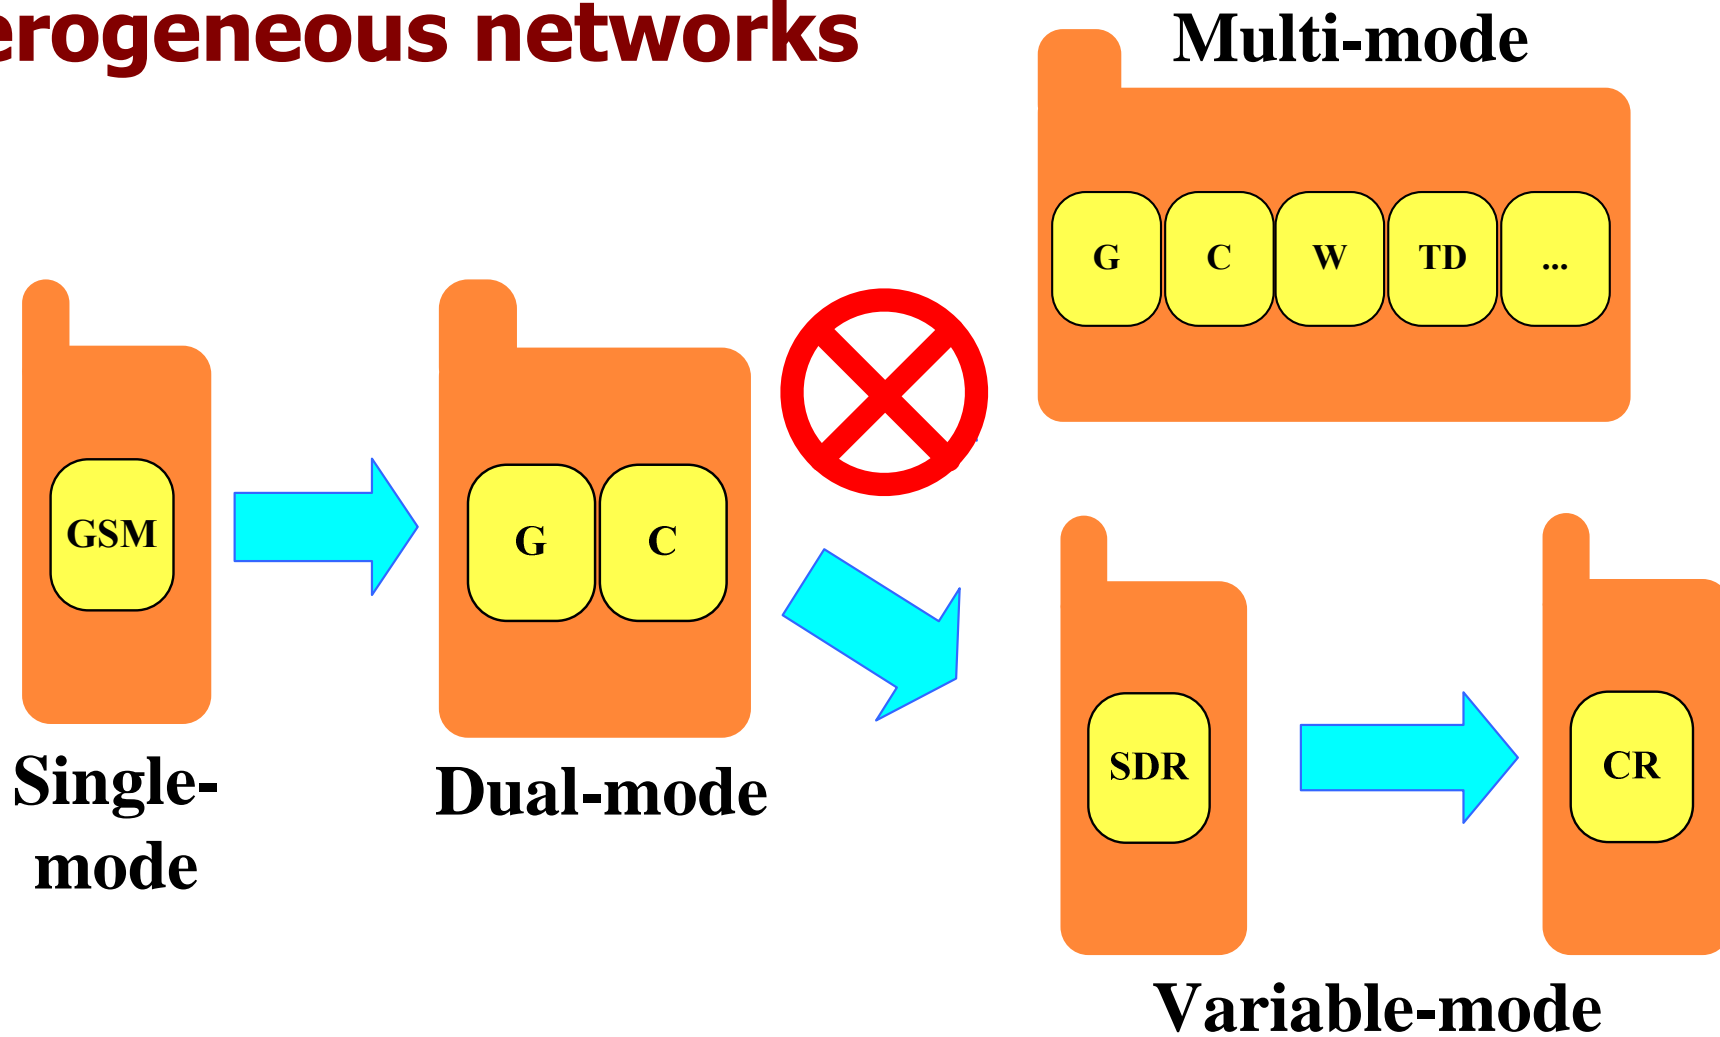 erogeneous networks
Multi-mode
G C W TD ...
GSM
G C
Single-
mode
Dual-mode
SDR
CR
Variable-mode